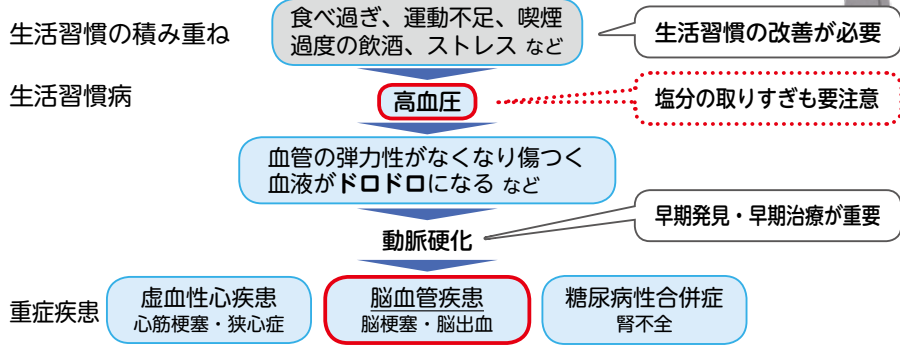 生活習慣の積み重ね
食べ過ぎ、運動不足、喫煙
過度の飲酒、ストレス など
生活習慣の改善が必要
生活習慣病
高血圧
塩分の取りすぎも要注意
血管の弾力性がなくなり傷つく
血液がドロドロになる など
早期発見・早期治療が重要
動脈硬化
重症疾患
虚血性心疾患
心筋梗塞・狭心症
脳血管疾患
脳梗塞・脳出血
糖尿病性合併症
腎不全